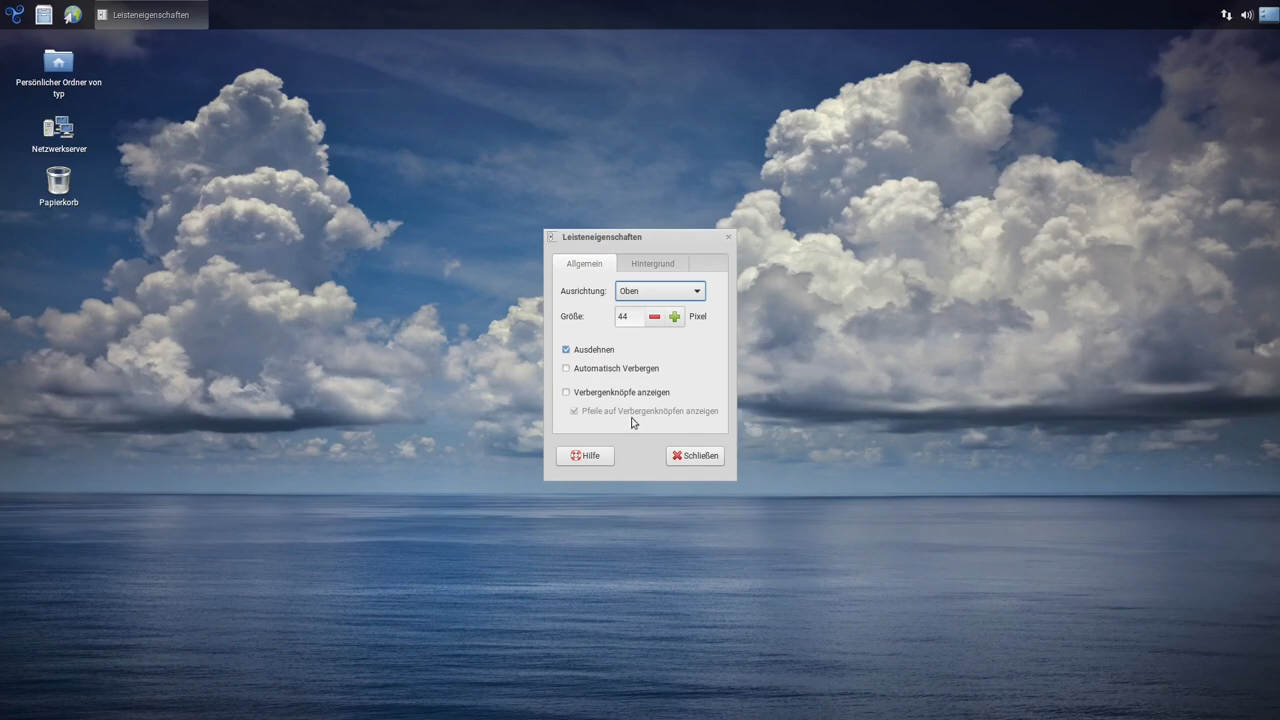 Leisteneigenschaften
Persönlicher Ordner von
typ
Netzwerkserver
Papierkorb
Leisteneigenschaften
Allgemein Hintergrund
Ausrichtung: Oben
Größe: 44 Pixel
Ausdehnen
Automatisch Verbergen
Verbergenknöpfe anzeigen
Pfeile auf Verbergenknöpfen anzeigen
Hilfe Schließen